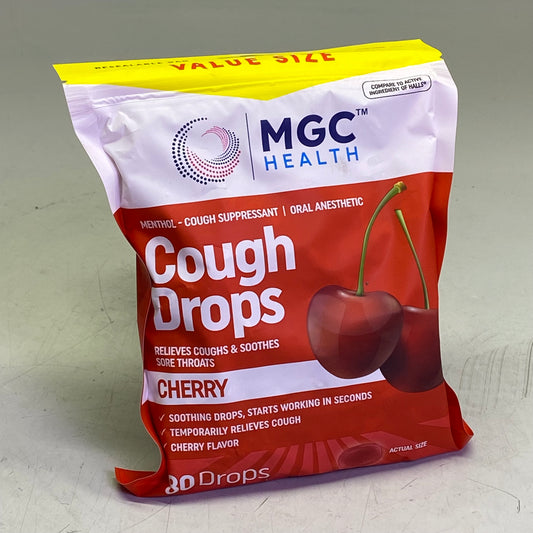 RESEALABLE BAG
VALUE SIZE
COMPARE TO ACTIVE
INGREDIENT OF HALLS®
MGC™
HEALTH
MENTHOL - COUGH SUPPRESSANT | ORAL ANESTHETIC
Cough
Drops
RELIEVES COUGHS & SOOTHES
SORE THROATS
CHERRY
✓ SOOTHING DROPS, STARTS WORKING IN SECONDS
✓ TEMPORARILY RELIEVES COUGH
✓ CHERRY FLAVOR
ACTUAL SIZE
80 Drops